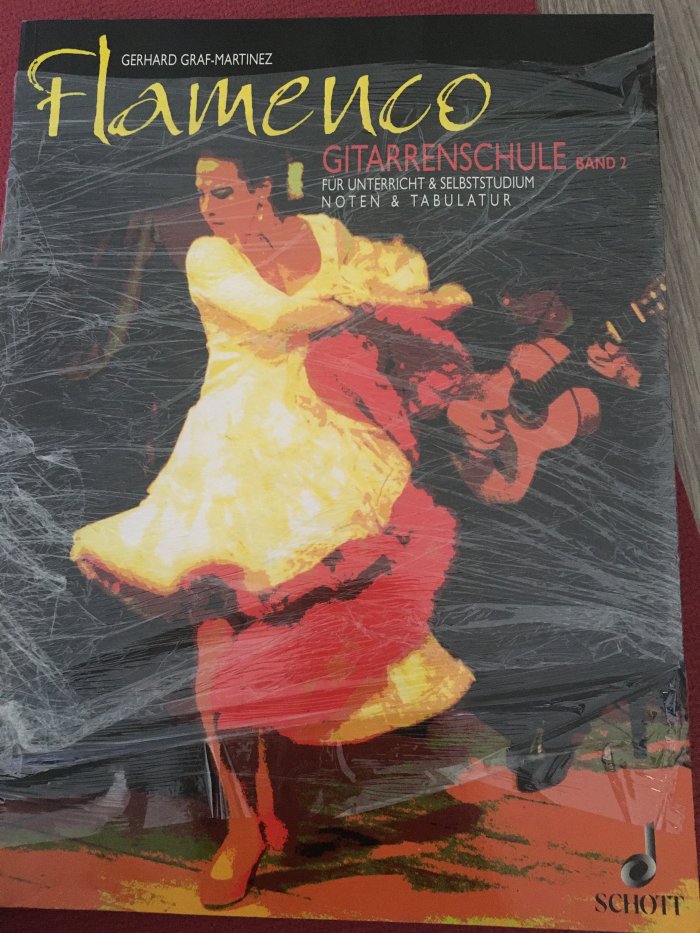 GERHARD GRAF-MARTINEZ
Flamenco
GITARRENSCHULE BAND 2
FÜR UNTERRICHT & SELBSTSTUDIUM
NOTEN & TABULATUR
SCHOTT